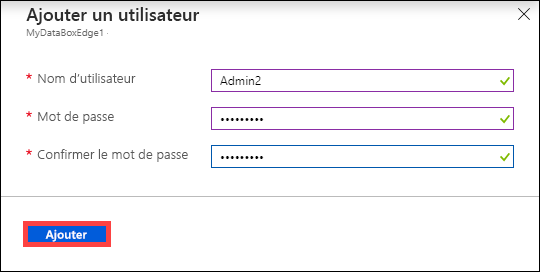 Ajouter un utilisateur
MyDataBoxEdge1
* Nom d'utilisateur
Admin2
* Mot de passe
•••••••••
* Confirmer le mot de passe
•••••••••
Ajouter